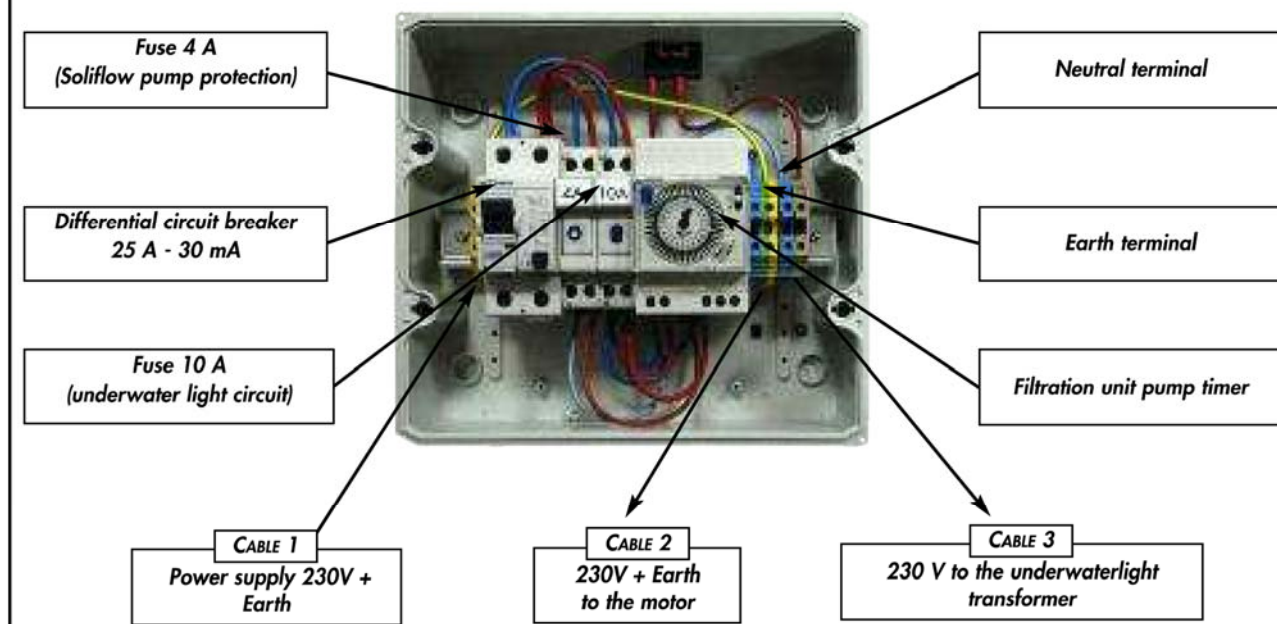 Fuse 4 A
(Soliflow pump protection)
Neutral terminal
Differential circuit breaker
25 A - 30 mA
Earth terminal
Fuse 10 A
(underwater light circuit)
Filtration unit pump timer
10A
CABLE 1
Power supply 230V +
Earth
CABLE 2
230V + Earth
to the motor
CABLE 3
230 V to the underwaterlight
transformer